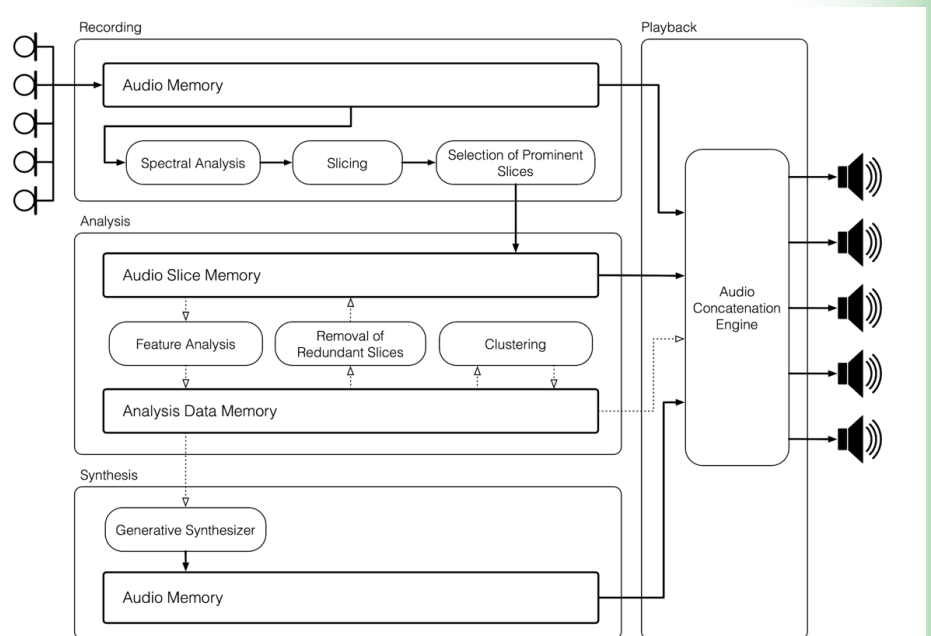 Recording
Playback
Audio Memory
Spectral Analysis
Slicing
Selection of Prominent
Slices
Analysis
Audio Slice Memory
Audio
Concatenation
Engine
Feature Analysis
Removal of
Redundant Slices
Clustering
Analysis Data Memory
Synthesis
Generative Synthesizer
Audio Memory